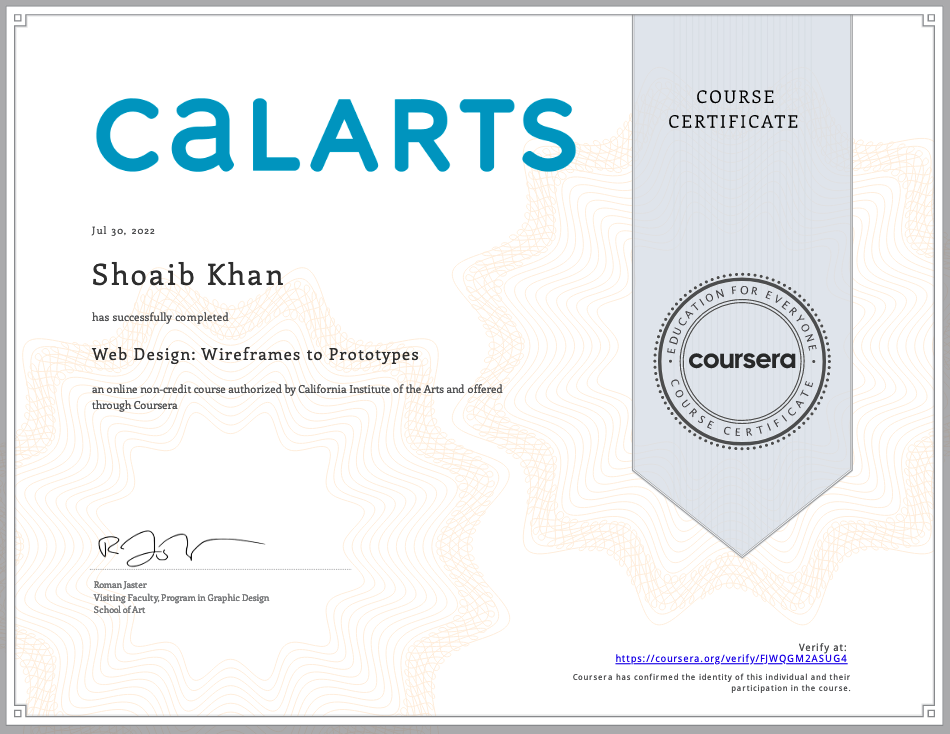 CALARTS
COURSE
CERTIFICATE
Jul 30, 2022
Shoaib Khan
has successfully completed
Web Design: Wireframes to Prototypes
an online non-credit course authorized by California Institute of the Arts and offered
through Coursera
EDUCATION FOR EVERYONE
coursera
COURSE CERTIFICATE
Roman Jaster
Visiting Faculty, Program in Graphic Design
School of Art
Verify at:
https://coursera.org/verify/FJWQGM2ASUG4
Coursera has confirmed the identity of this individual and their
participation in the course.